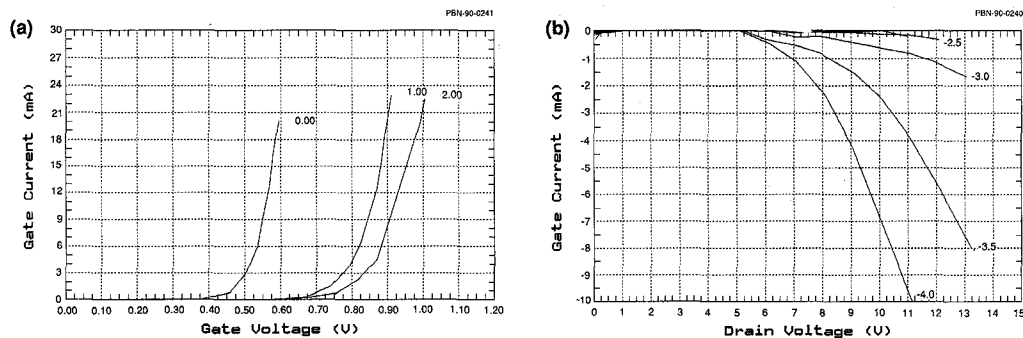 PBN-90-0241
(a)
30
27
24
21
18
15
12
9
6
3
0
Gate Current (mA)
0.00
1.00 2.00
0.00 0.10 0.20 0.30 0.40 0.50 0.60 0.70 0.80 0.90 1.00 1.10 1.20
Gate Voltage (V)
PBN-90-0240
(b)
0
-1
-2
-3
-4
-5
-6
-7
-8
-9
-10
Gate Current (mA)
-2.5
-3.0
-3.5
-4.0
0 1 2 3 4 5 6 7 8 9 10 11 12 13 14 15
Drain Voltage (V)